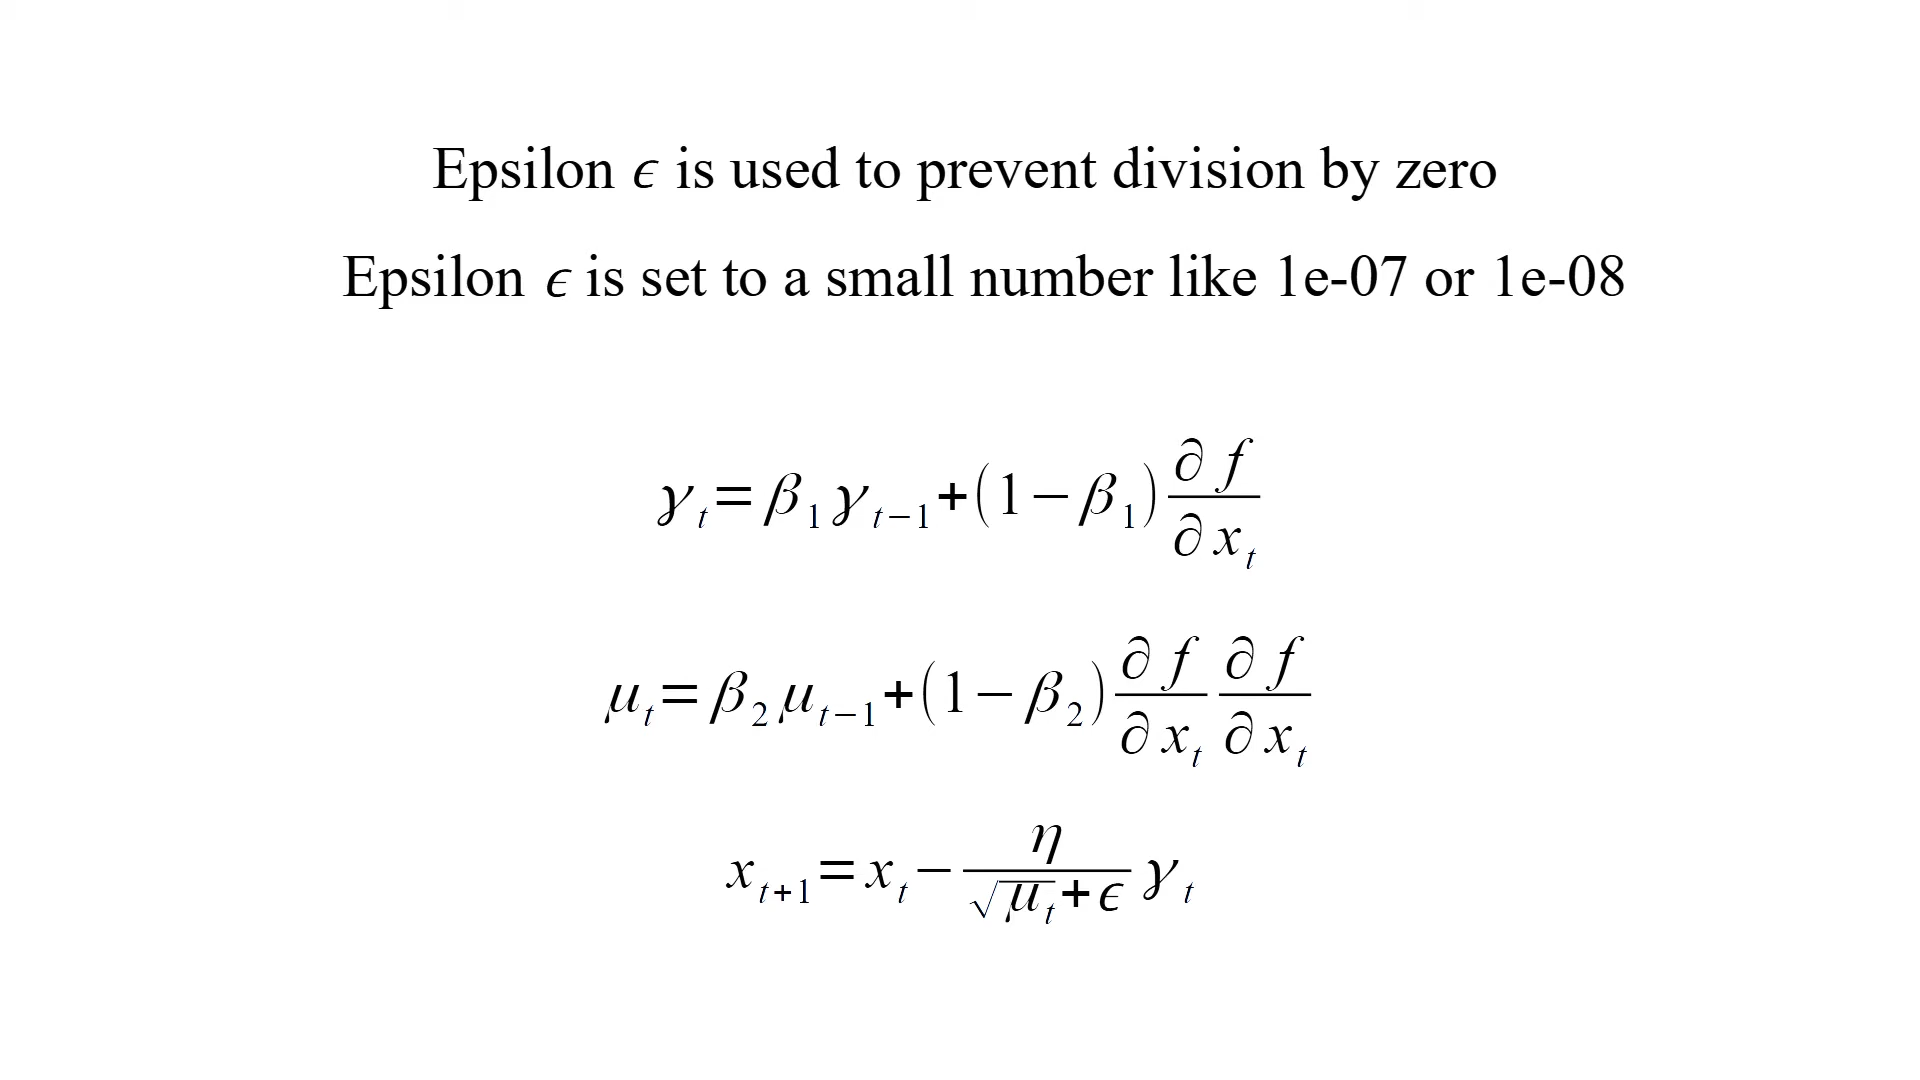 Epsilon ϵ is used to prevent division by zero
Epsilon ϵ is set to a small number like 1e-07 or 1e-08
γ_t = β_1 γ_{t−1} + (1 − β_1) ∂f/∂x_t
μ_t = β_2 μ_{t−1} + (1 − β_2) ∂f/∂x_t ∂f/∂x_t
x_{t+1} = x_t − η/(√μ_t + ϵ) γ_t